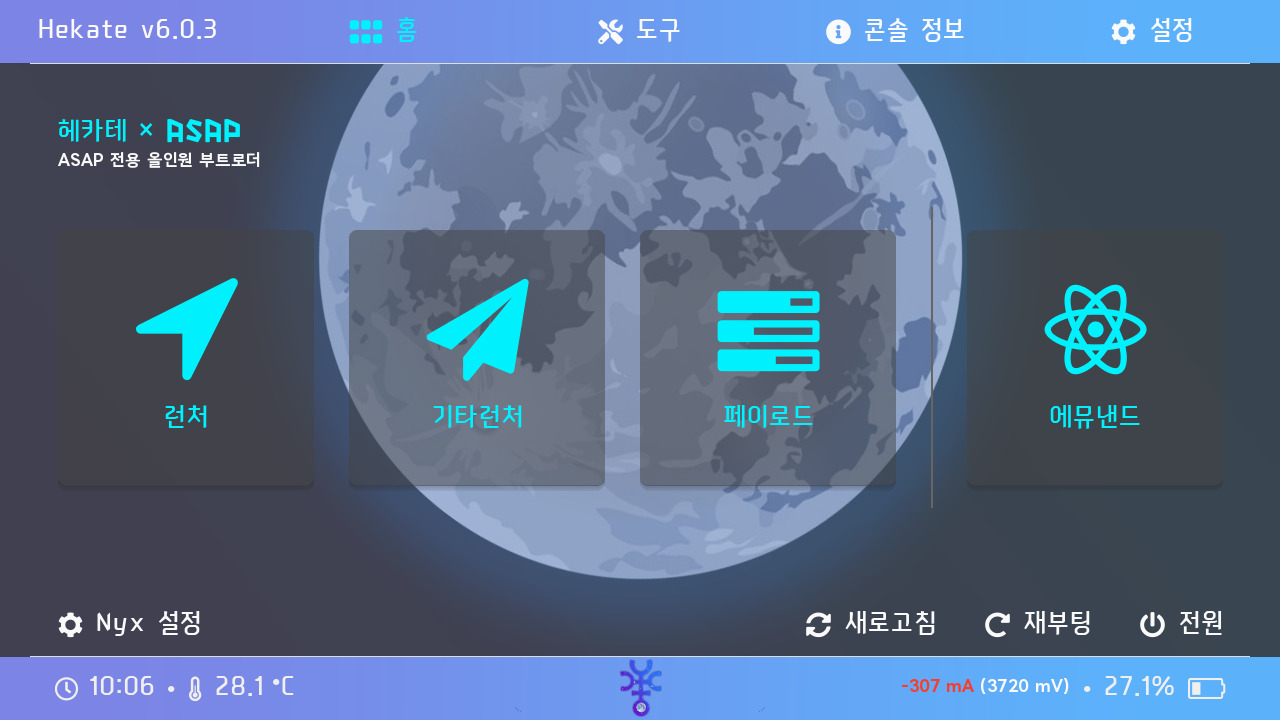 Hekate v6.0.3
홈
도구
콘솔 정보
설정
헤카테 × ASAP
ASAP 전용 올인원 부트로더
런처
기타런처
페이로드
에뮤낸드
Nyx 설정
새로고침
재부팅
전원
10:06 • 28.1 °C
-307 mA (3720 mV) • 27.1%